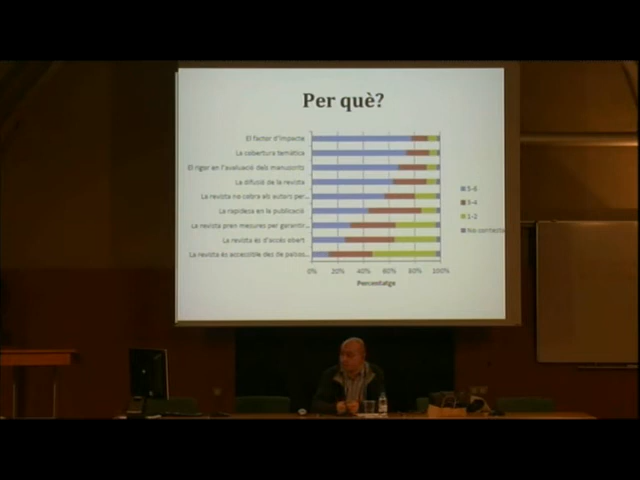 Per què?
El factor d'impacte
La cobertura temàtica
El rigor en l'avaluació dels manuscrits
La difusió de la revista
La revista no cobra als autors per...
La rapidesa en la publicació
La revista pren mesures per garantir...
La revista és d'accés obert
La revista és accessible des de països...
5-6
3-4
1-2
No contesta
0% 20% 40% 60% 80% 100%
Percentatge